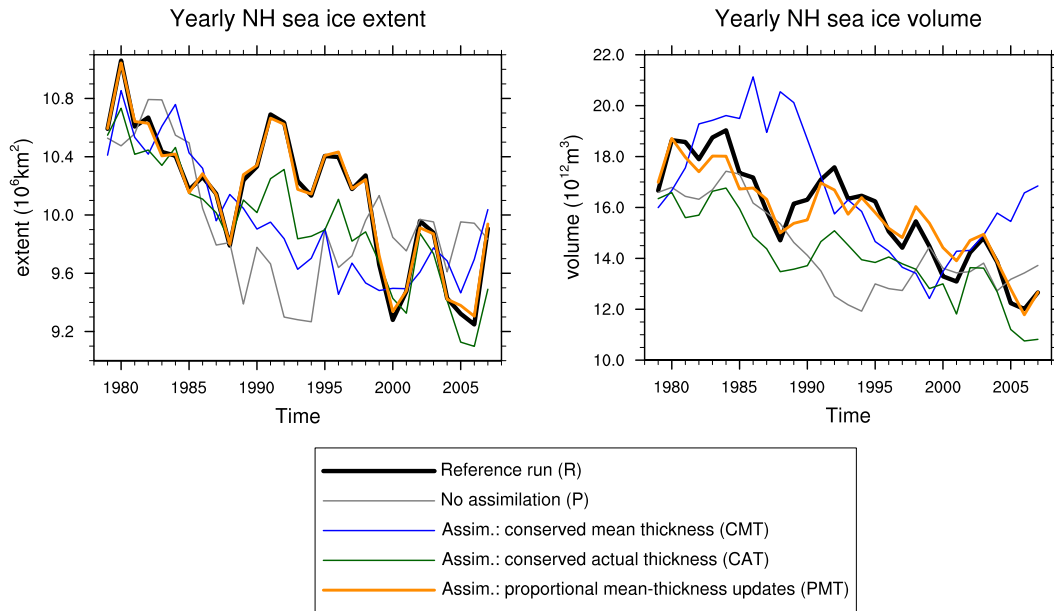 Yearly NH sea ice extent
extent (10⁶km²)
10.8
10.4
10.0
9.6
9.2
1980 1985 1990 1995 2000 2005
Time
Yearly NH sea ice volume
volume (10¹²m³)
22.0
20.0
18.0
16.0
14.0
12.0
10.0
1980 1985 1990 1995 2000 2005
Time
Reference run (R)
No assimilation (P)
Assim.: conserved mean thickness (CMT)
Assim.: conserved actual thickness (CAT)
Assim.: proportional mean-thickness updates (PMT)